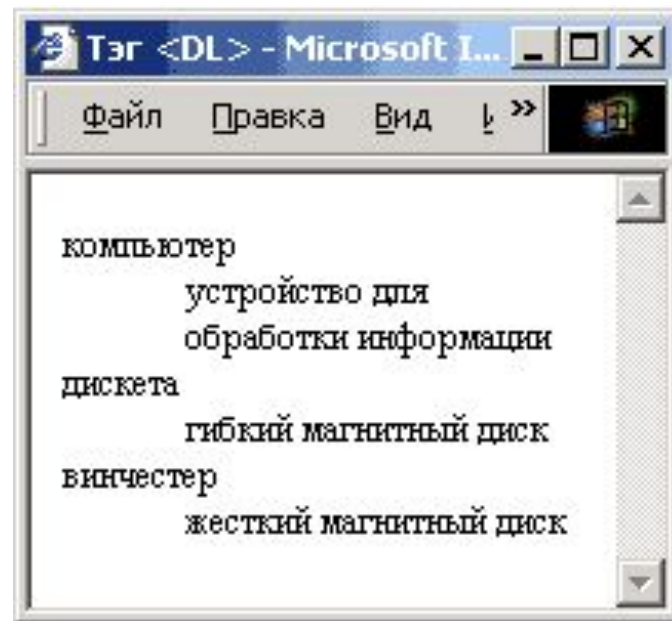 Тэг <DL> - Microsoft I...
Файл Правка Вид »
компьютер
устройство для
обработки информации
дискета
гибкий магнитный диск
винчестер
жесткий магнитный диск